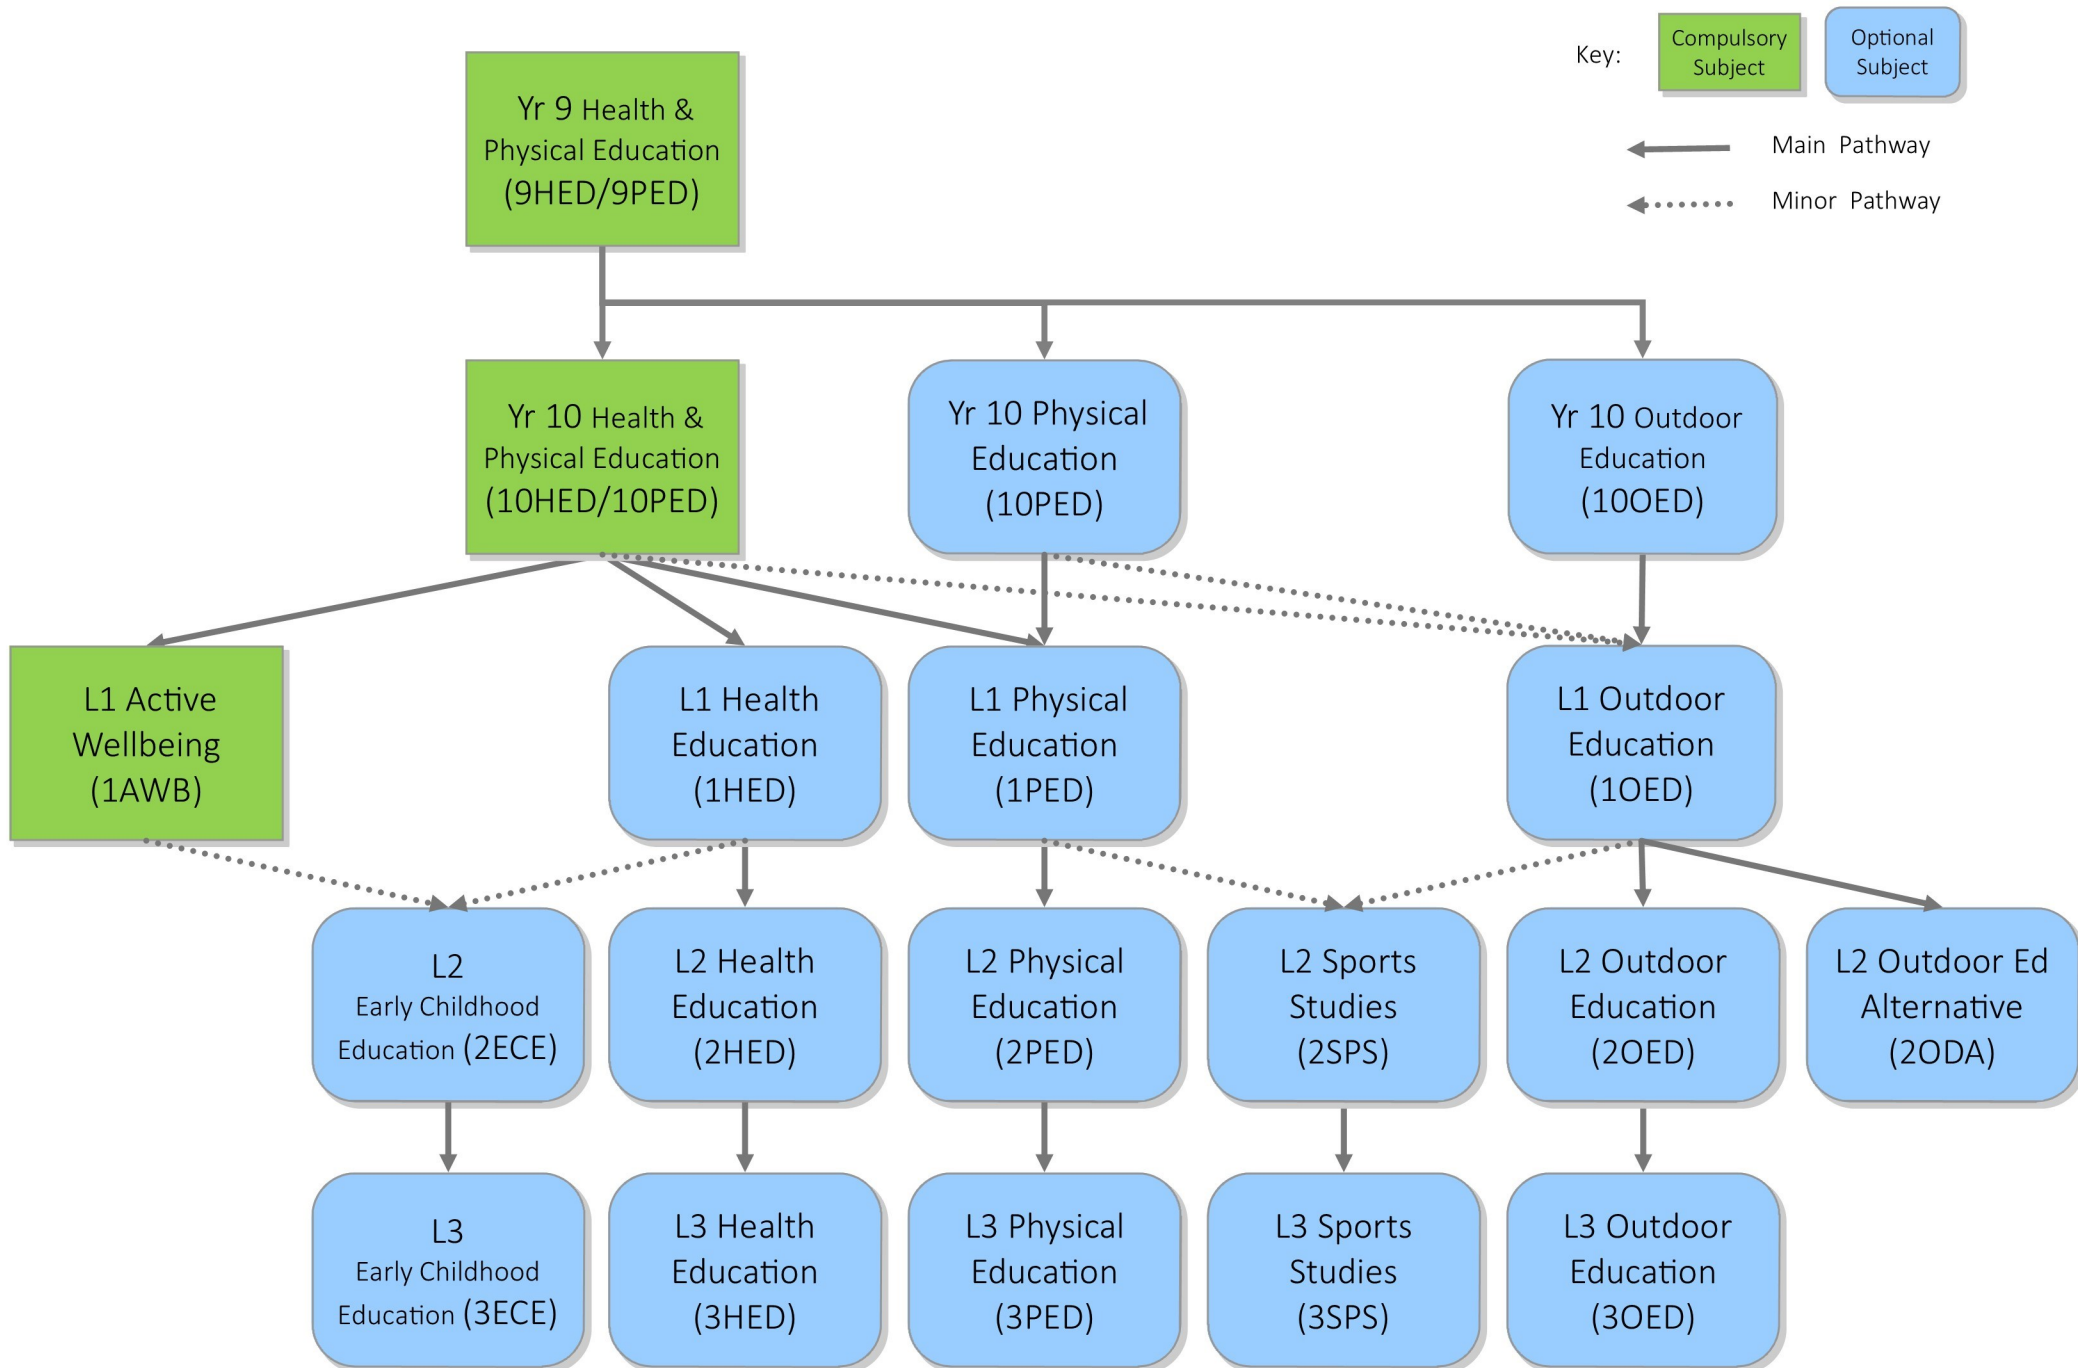 Key:
Compulsory
Subject
Optional
Subject
Main Pathway
Minor Pathway
Yr 9 Health &
Physical Education
(9HED/9PED)
Yr 10 Health &
Physical Education
(10HED/10PED)
Yr 10 Physical
Education
(10PED)
Yr 10 Outdoor
Education
(10OED)
L1 Active
Wellbeing
(1AWB)
L1 Health
Education
(1HED)
L1 Physical
Education
(1PED)
L1 Outdoor
Education
(1OED)
L2
Early Childhood
Education (2ECE)
L2 Health
Education
(2HED)
L2 Physical
Education
(2PED)
L2 Sports
Studies
(2SPS)
L2 Outdoor
Education
(2OED)
L2 Outdoor Ed
Alternative
(2ODA)
L3
Early Childhood
Education (3ECE)
L3 Health
Education
(3HED)
L3 Physical
Education
(3PED)
L3 Sports
Studies
(3SPS)
L3 Outdoor
Education
(3OED)